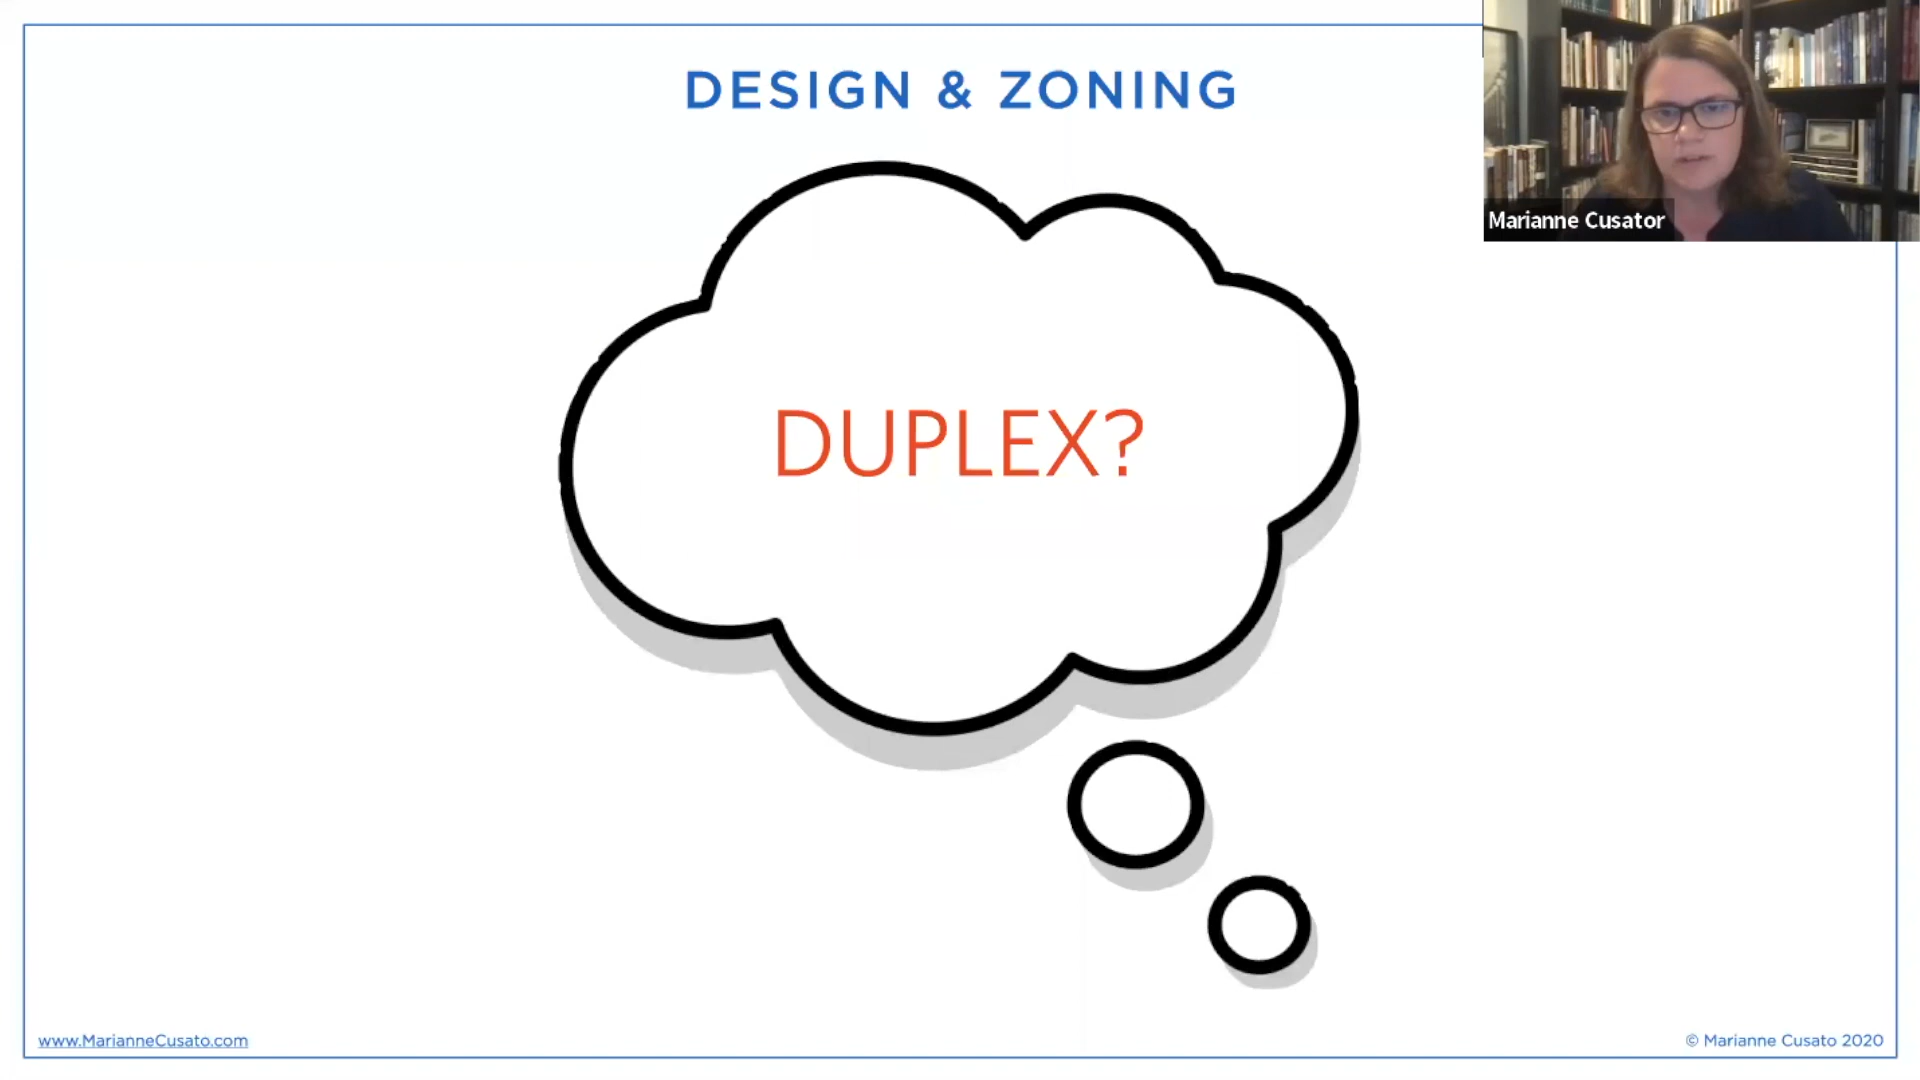 DESIGN & ZONING
Marianne Cusator
DUPLEX?
www.MarianneCusato.com
© Marianne Cusato 2020